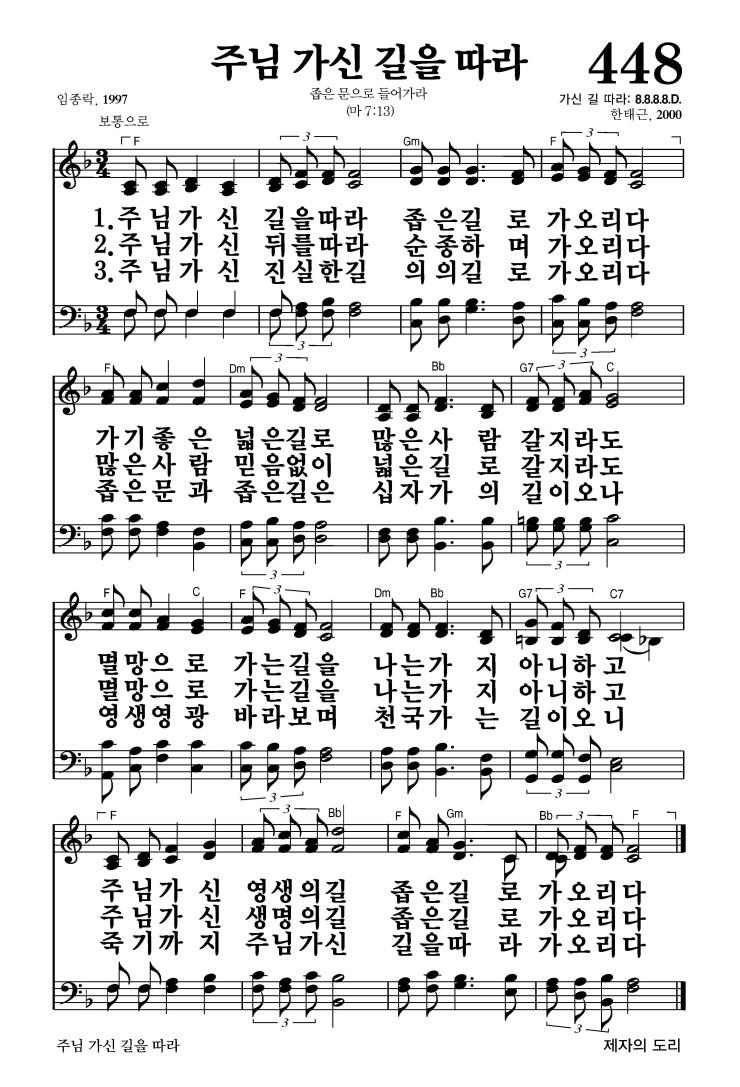 주님 가신 길을 따라
448
임종락, 1997
좁은 문으로 들어가라
(마 7:13)
가신 길 따라: 8.8.8.8.D.
한태근, 2000
보통으로
F Gm F
1. 주님가신 길을따라 좁은길로 가오리다
2. 주님가신 뒤를따라 순종하며 가오리다
3. 주님가신 진실한길 의의길로 가오리다
F Dm Bb G7 C
가기좋은 넓은길로 많은사람 갈지라도
많은사람 믿음없이 넓은길로 갈지라도
좁은문과 좁은길은 십자가의 길이오나
F C F Dm Bb G7 C7
멸망으로 가는길을 나는가지 아니하고
멸망으로 가는길을 나는가지 아니하고
영생영광 바라보며 천국가는 길이오니
F Bb F Gm Bb F
주님가신 영생의길 좁은길로 가오리다
주님가신 생명의길 좁은길로 가오리다
죽기까지 주님가신 길을따라 가오리다
주님 가신 길을 따라
제자의 도리